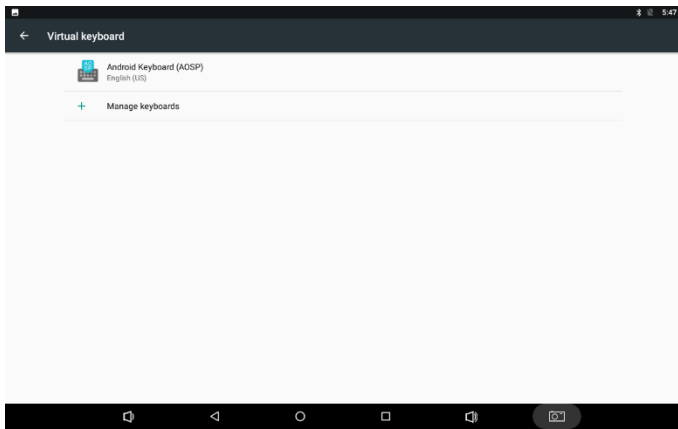 5:47
Virtual keyboard
Android Keyboard (AOSP)
English (US)
Manage keyboards